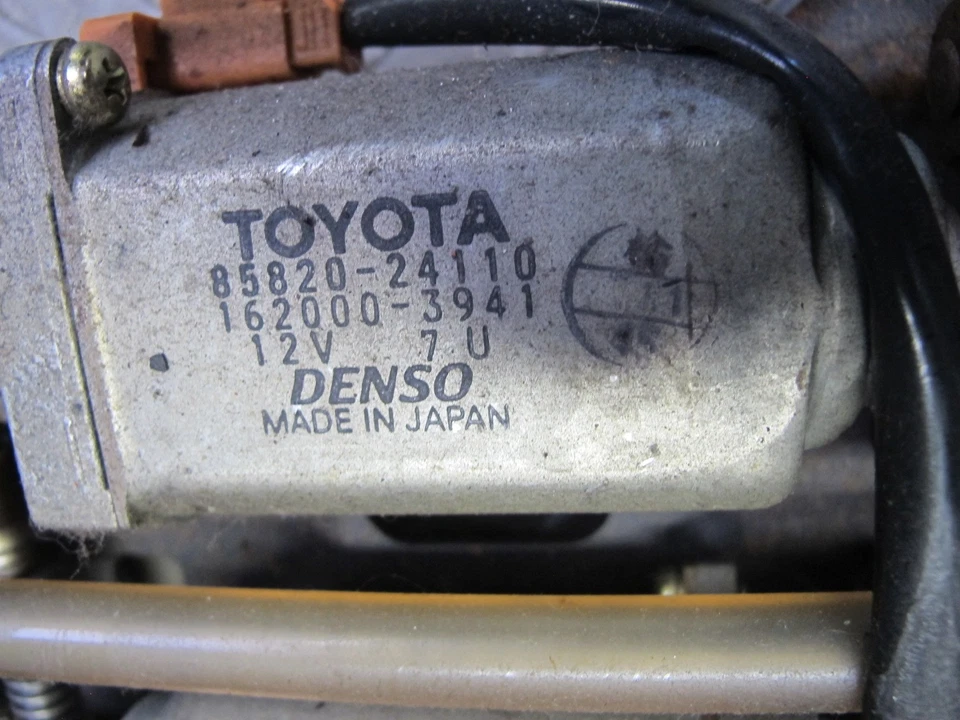 TOYOTA
85820-24110
162000-3941
12V 7U
DENSO
MADE IN JAPAN